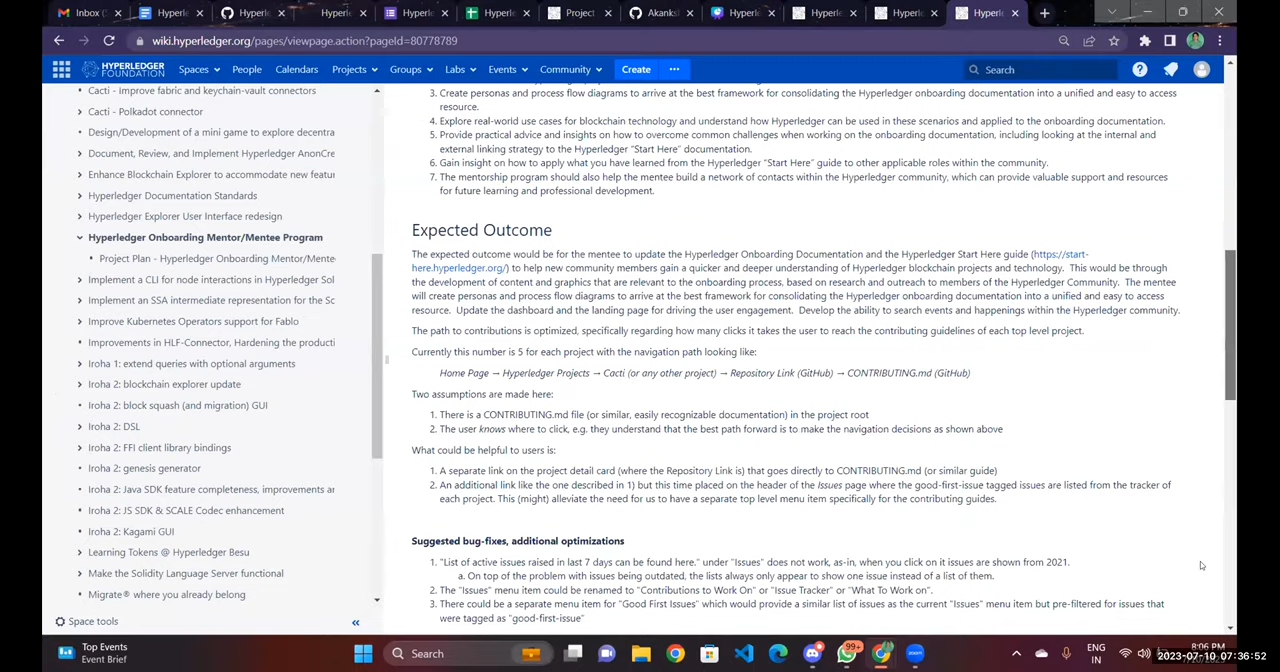 Inbox (
Hyperle
Hyperle
Hyperle
Hyperle
Hyperle
Project
Akanksh
Hyperle
Hyperle
Hyperle
Hyperle
wiki.hyperledger.org/pages/viewpage.action?pageId=80778789
HYPERLEDGER FOUNDATION
Spaces
People
Calendars
Projects
Groups
Labs
Events
Community
Create
Search
Cacti - Improve fabric and keychain-vault connectors
Cacti - Polkadot connector
Design/Development of a mini game to explore decentra
Document, Review, and Implement Hyperledger AnonCre
Enhance Blockchain Explorer to accommodate new featur
Hyperledger Documentation Standards
Hyperledger Explorer User Interface redesign
Hyperledger Onboarding Mentor/Mentee Program
Project Plan - Hyperledger Onboarding Mentor/Mente
Implement a CLI for node interactions in Hyperledger Sol
Implement an SSA intermediate representation for the Sc
Improve Kubernetes Operators support for Fablo
Improvements in HLF-Connector, Hardening the producti
Iroha 1: extend queries with optional arguments
Iroha 2: blockchain explorer update
Iroha 2: block squash (and migration) GUI
Iroha 2: DSL
Iroha 2: FFI client library bindings
Iroha 2: genesis generator
Iroha 2: Java SDK feature completeness, improvements ar
Iroha 2: JS SDK & SCALE Codec enhancement
Iroha 2: Kagami GUI
Learning Tokens @ Hyperledger Besu
Make the Solidity Language Server functional
Migrate® where you already belong
Space tools
3. Create personas and process flow diagrams to arrive at the best framework for consolidating the Hyperledger onboarding documentation into a unified and easy to access
resource.
4. Explore real-world use cases for blockchain technology and understand how Hyperledger can be used in these scenarios and applied to the onboarding documentation.
5. Provide practical advice and insights on how to overcome common challenges when working on the onboarding documentation, including looking at the internal and
external linking strategy to the Hyperledger "Start Here" documentation.
6. Gain insight on how to apply what you have learned from the Hyperledger "Start Here" guide to other applicable roles within the community.
7. The mentorship program should also help the mentee build a network of contacts within the Hyperledger community, which can provide valuable support and resources
for future learning and professional development.
Expected Outcome
The expected outcome would be for the mentee to update the Hyperledger Onboarding Documentation and the Hyperledger Start Here guide (https://start-
here.hyperledger.org/) to help new community members gain a quicker and deeper understanding of Hyperledger blockchain projects and technology. This would be through
the development of content and graphics that are relevant to the onboarding process, based on research and outreach to members of the Hyperledger Community. The mentee
will create personas and process flow diagrams to arrive at the best framework for consolidating the Hyperledger onboarding documentation into a unified and easy to access
resource. Update the dashboard and the landing page for driving the user engagement. Develop the ability to search events and happenings within the Hyperledger community.
The path to contributions is optimized, specifically regarding how many clicks it takes the user to reach the contributing guidelines of each top level project.
Currently this number is 5 for each project with the navigation path looking like:
Home Page → Hyperledger Projects → Cacti (or any other project) → Repository Link (GitHub) → CONTRIBUTING.md (GitHub)
Two assumptions are made here:
1. There is a CONTRIBUTING.md file (or similar, easily recognizable documentation) in the project root
2. The user knows where to click, e.g. they understand that the best path forward is to make the navigation decisions as shown above
What could be helpful to users is:
1. A separate link on the project detail card (where the Repository Link is) that goes directly to CONTRIBUTING.md (or similar guide)
2. An additional link like the one described in 1) but this time placed on the header of the Issues page where the good-first-issue tagged issues are listed from the tracker of
each project. This (might) alleviate the need for us to have a separate top level menu item specifically for the contributing guides.
Suggested bug-fixes, additional optimizations
1. "List of active issues raised in last 7 days can be found here." under "Issues" does not work, as-in, when you click on it issues are shown from 2021.
a. On top of the problem with issues being outdated, the lists always only appear to show one issue instead of a list of them.
2. The "Issues" menu item could be renamed to "Contributions to Work On" or "Issue Tracker" or "What To Work on".
3. There could be a separate menu item for "Good First Issues" which would provide a similar list of issues as the current "Issues" menu item but pre-filtered for issues that
were tagged as "good-first-issue"
Top Events
Event Brief
Search
99+
ENG
IN
8:06 PM
2023-07-10 07:36:52